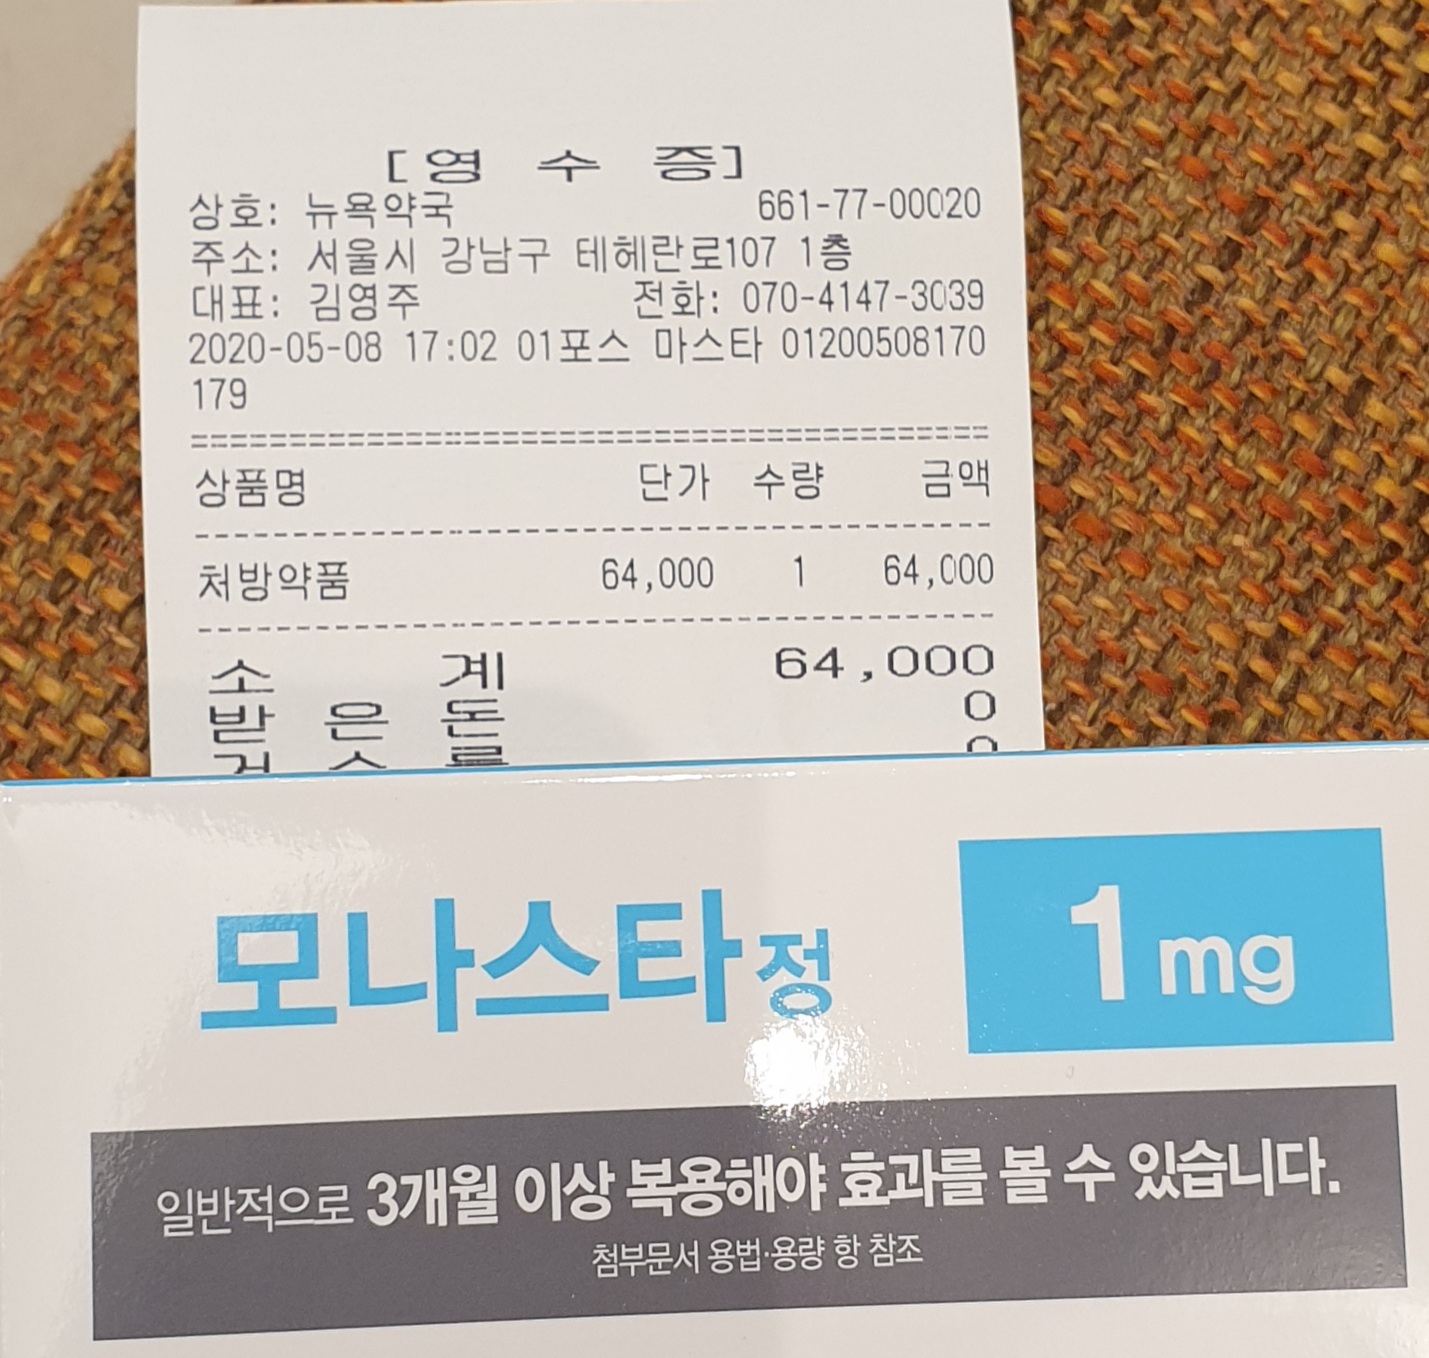 [영 수 증]
상호: 뉴욕약국 661-77-00020
주소: 서울시 강남구 테헤란로107 1층
대표: 김영주 전화: 070-4147-3039
2020-05-08 17:02 01포스 마스타 01200508170
179
========================================
상품명 단가 수량 금액
----------------------------------------
처방약품 64,000 1 64,000
----------------------------------------
소 계 64,000
받 은 돈 0
거 스 름 0
모나스타정 1mg
일반적으로 3개월 이상 복용해야 효과를 볼 수 있습니다.
첨부문서 용법·용량 항 참조